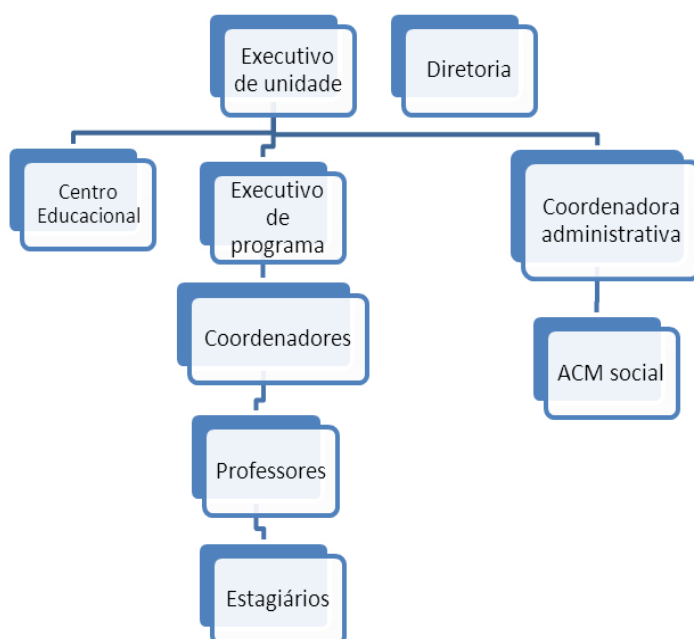 Executivo
de unidade
Diretoria
Centro
Educacional
Executivo
de
programa
Coordenadora
administrativa
Coordenadores
ACM social
Professores
Estagiários